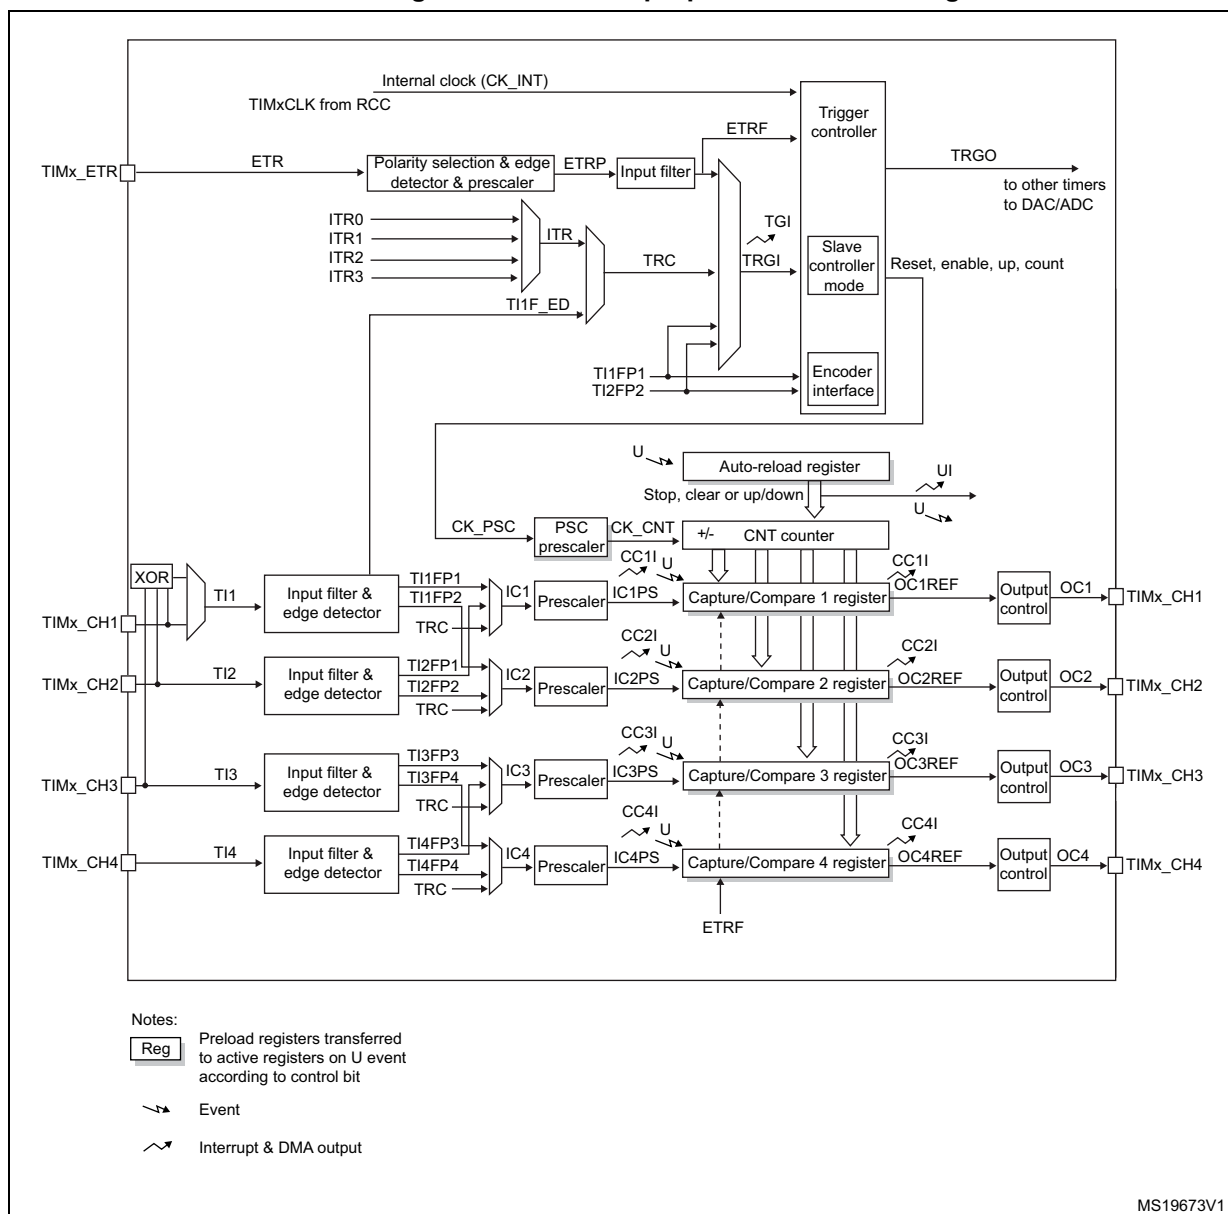 Internal clock (CK_INT)
TIMxCLK from RCC
Trigger
controller
ETRF
TIMx_ETR
ETR
Polarity selection & edge
detector & prescaler
ETRP
Input filter
TRGO
to other timers
to DAC/ADC
ITR0
ITR1
ITR2
ITR3
ITR
TGI
TRC
TRGI
Slave
controller
mode
Reset, enable, up, count
TI1F_ED
TI1FP1
TI2FP2
Encoder
interface
U
Auto-reload register
UI
Stop, clear or up/down
U
CK_PSC
PSC
prescaler
CK_CNT
+/-
CNT counter
XOR
TI1
Input filter &
edge detector
TI1FP1
TI1FP2
TRC
IC1
Prescaler
CC1I
U
IC1PS
Capture/Compare 1 register
CC1I
OC1REF
Output
control
OC1
TIMx_CH1
TIMx_CH1
TIMx_CH2
TI2
Input filter &
edge detector
TI2FP1
TI2FP2
TRC
IC2
Prescaler
CC2I
U
IC2PS
Capture/Compare 2 register
CC2I
OC2REF
Output
control
OC2
TIMx_CH2
TIMx_CH3
TI3
Input filter &
edge detector
TI3FP3
TI3FP4
TRC
IC3
Prescaler
CC3I
U
IC3PS
Capture/Compare 3 register
CC3I
OC3REF
Output
control
OC3
TIMx_CH3
TIMx_CH4
TI4
Input filter &
edge detector
TI4FP3
TI4FP4
TRC
IC4
Prescaler
CC4I
U
IC4PS
Capture/Compare 4 register
CC4I
OC4REF
Output
control
OC4
TIMx_CH4
ETRF
Notes:
Reg
Preload registers transferred
to active registers on U event
according to control bit
Event
Interrupt & DMA output
MS19673V1